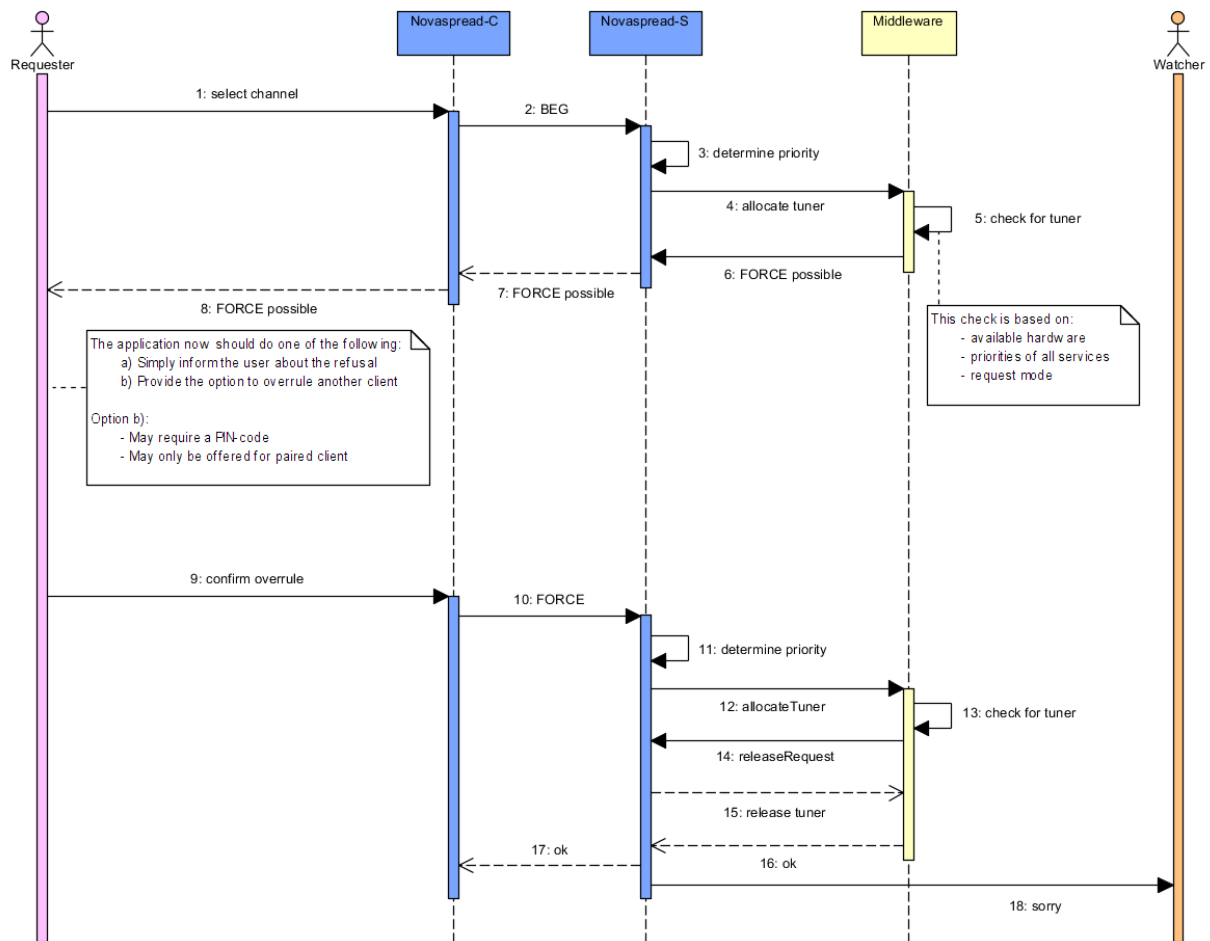 Novaspread-C
Novaspread-S
Middleware
Requester
Watcher
1: select channel
2: BEG
3: determine priority
4: allocate tuner
5: check for tuner
6: FORCE possible
7: FORCE possible
8: FORCE possible
This check is based on:
- available hardware
- priorities of all services
- request mode
The application now should do one of the following:
a) Simply inform the user about the refusal
b) Provide the option to overrule another client
Option b):
- May require a PIN-code
- May only be offered for paired client
9: confirm overrule
10: FORCE
11: determine priority
12: allocateTuner
13: check for tuner
14: releaseRequest
15: release tuner
17: ok
16: ok
18: sorry